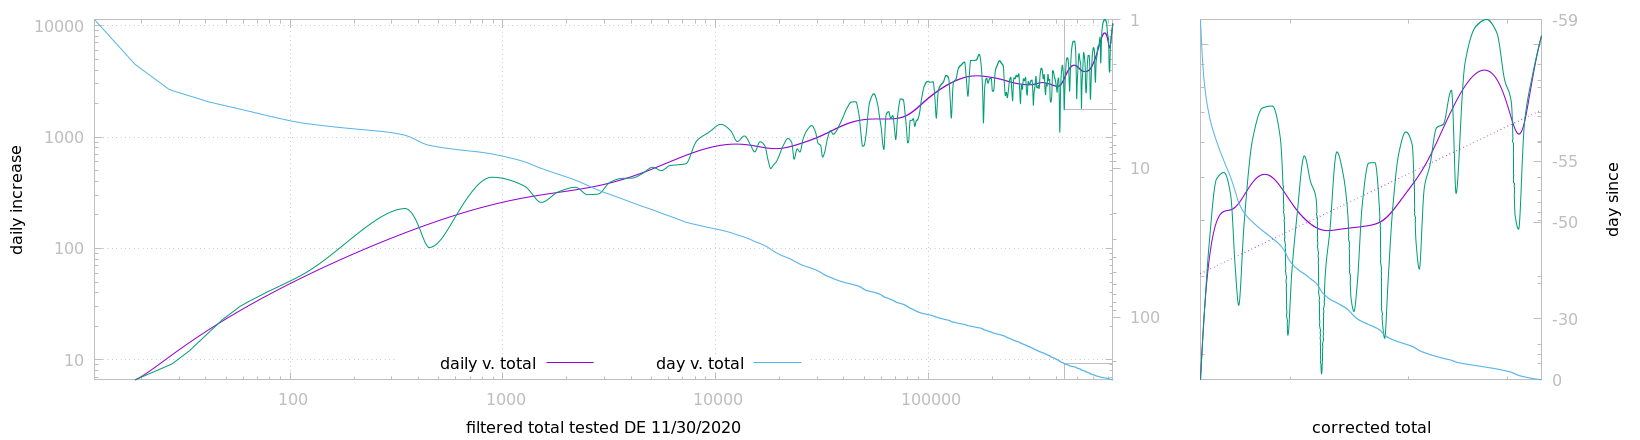 10000
1000
100
10
daily increase
1
10
100
daily v. total
day v. total
100
1000
10000
100000
filtered total tested DE 11/30/2020
-59
-55
-50
-30
0
day since
corrected total